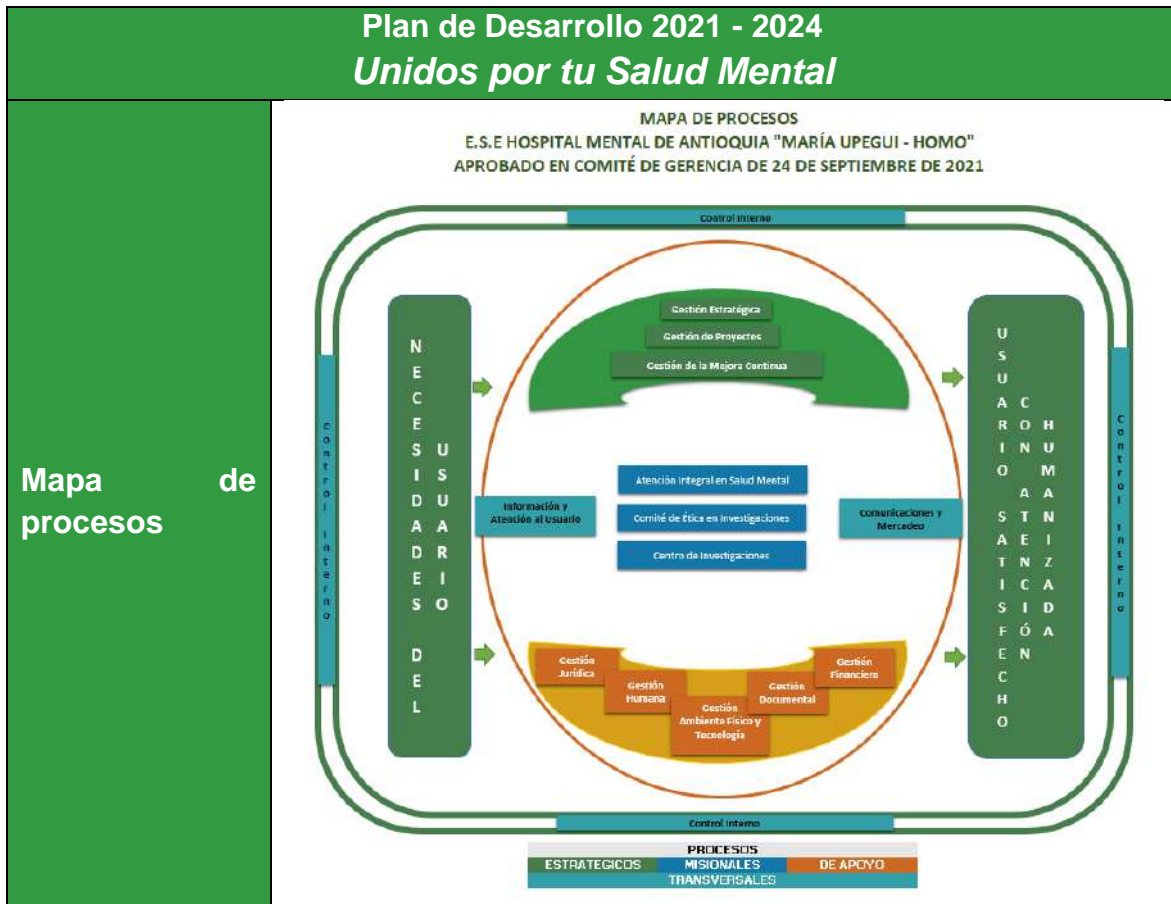 Plan de Desarrollo 2021 - 2024
Unidos por tu Salud Mental
Mapa de
procesos
MAPA DE PROCESOS
E.S.E HOSPITAL MENTAL DE ANTIOQUIA "MARÍA UPEGUI - HOMO"
APROBADO EN COMITÉ DE GERENCIA DE 24 DE SEPTIEMBRE DE 2021
Control Interno
Control Interno
NECESIDADES DEL
USUARIO
Gestión Estratégica
Gestión de Proyectos
Gestión de la Mejora Continua
Información y
Atención al Usuario
Atención Integral en Salud Mental
Comité de Ética en Investigaciones
Centro de Investigaciones
Comunicaciones y
Mercadeo
Gestión
Jurídica
Gestión
Humana
Gestión
Ambiente Físico y
Tecnología
Gestión
Documental
Gestión
Financiera
USUARIO SATISFECHO
CON ATENCIÓN
HUMANIZADA
Control Interno
Control Interno
PROCESOS
ESTRATEGICOS
MISIONALES
DE APOYO
TRANSVERSALES